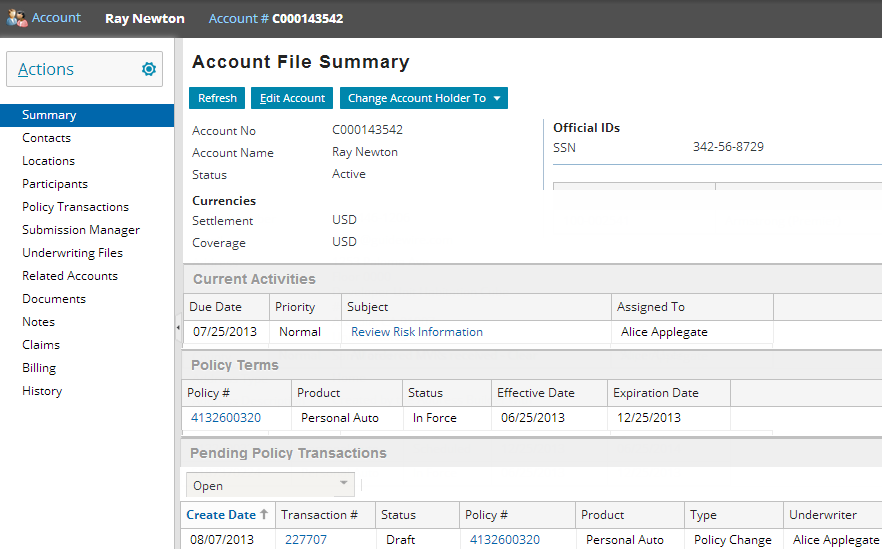 Account Ray Newton Account # C000143542
Actions
Summary
Contacts
Locations
Participants
Policy Transactions
Submission Manager
Underwriting Files
Related Accounts
Documents
Notes
Claims
Billing
History
Account File Summary
Refresh Edit Account Change Account Holder To
Account No C000143542
Account Name Ray Newton
Status Active
Currencies
Settlement USD
Coverage USD
Official IDs
SSN 342-56-8729
Current Activities
Due Date Priority Subject Assigned To
07/25/2013 Normal Review Risk Information Alice Applegate
Policy Terms
Policy # Product Status Effective Date Expiration Date
4132600320 Personal Auto In Force 06/25/2013 12/25/2013
Pending Policy Transactions
Open
Create Date Transaction # Status Policy # Product Type Underwriter
08/07/2013 227707 Draft 4132600320 Personal Auto Policy Change Alice Applegate